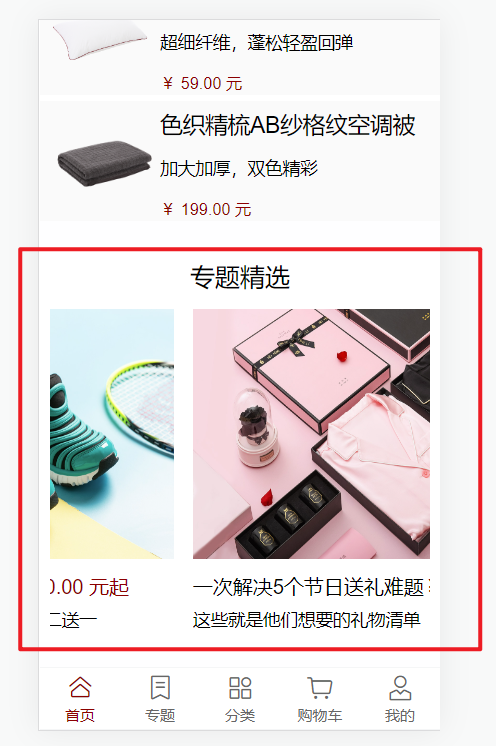 超细纤维，蓬松轻盈回弹
￥ 59.00 元
色织精梳AB纱格纹空调被
加大加厚，双色精彩
￥ 199.00 元
专题精选
0.00 元起
二送一
一次解决5个节日送礼难题
这些就是他们想要的礼物清单
首页
专题
分类
购物车
我的